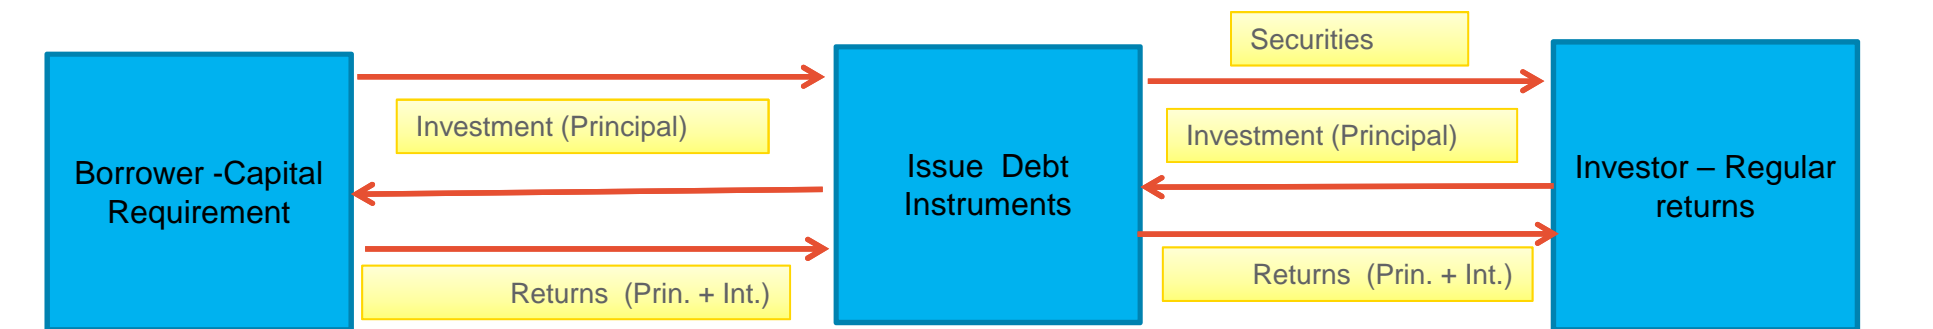 Securities
Investment (Principal)
Investment (Principal)
Borrower -Capital
Requirement
Issue  Debt
Instruments
Investor – Regular
returns
Returns  (Prin. + Int.)
Returns  (Prin. + Int.)